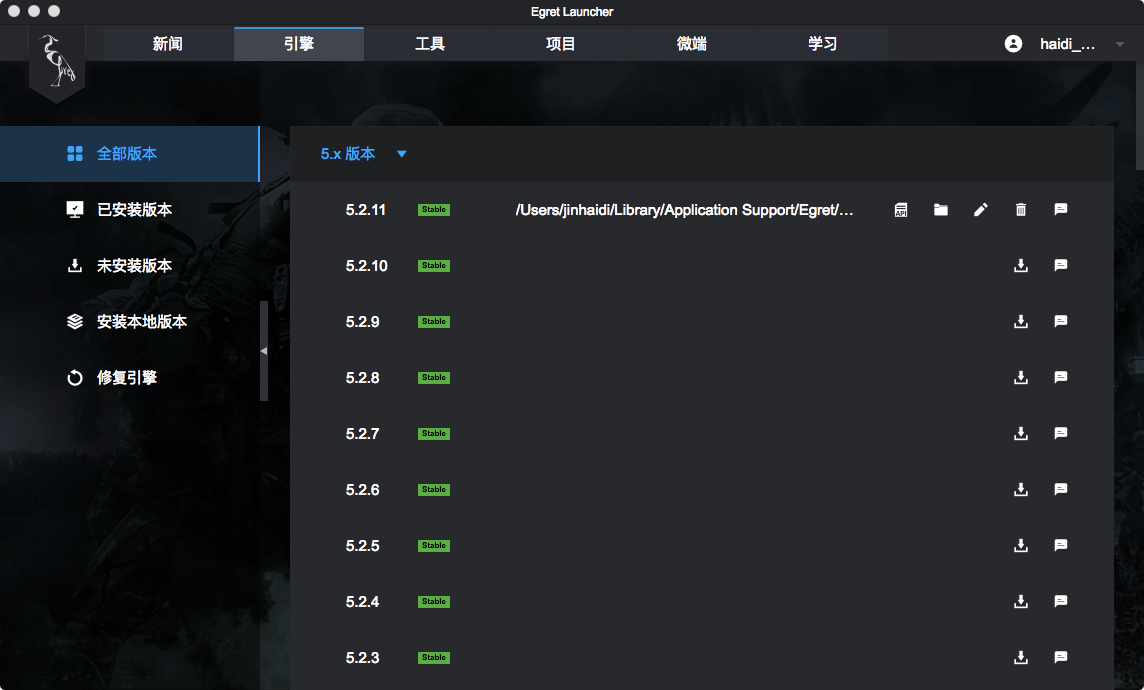 Egret Launcher
新闻 引擎 工具 项目 微端 学习 haidi_...
全部版本
已安装版本
未安装版本
安装本地版本
修复引擎
5.x 版本
5.2.11 Stable /Users/jinhaidi/Library/Application Support/Egret/... API
5.2.10 Stable
5.2.9 Stable
5.2.8 Stable
5.2.7 Stable
5.2.6 Stable
5.2.5 Stable
5.2.4 Stable
5.2.3 Stable